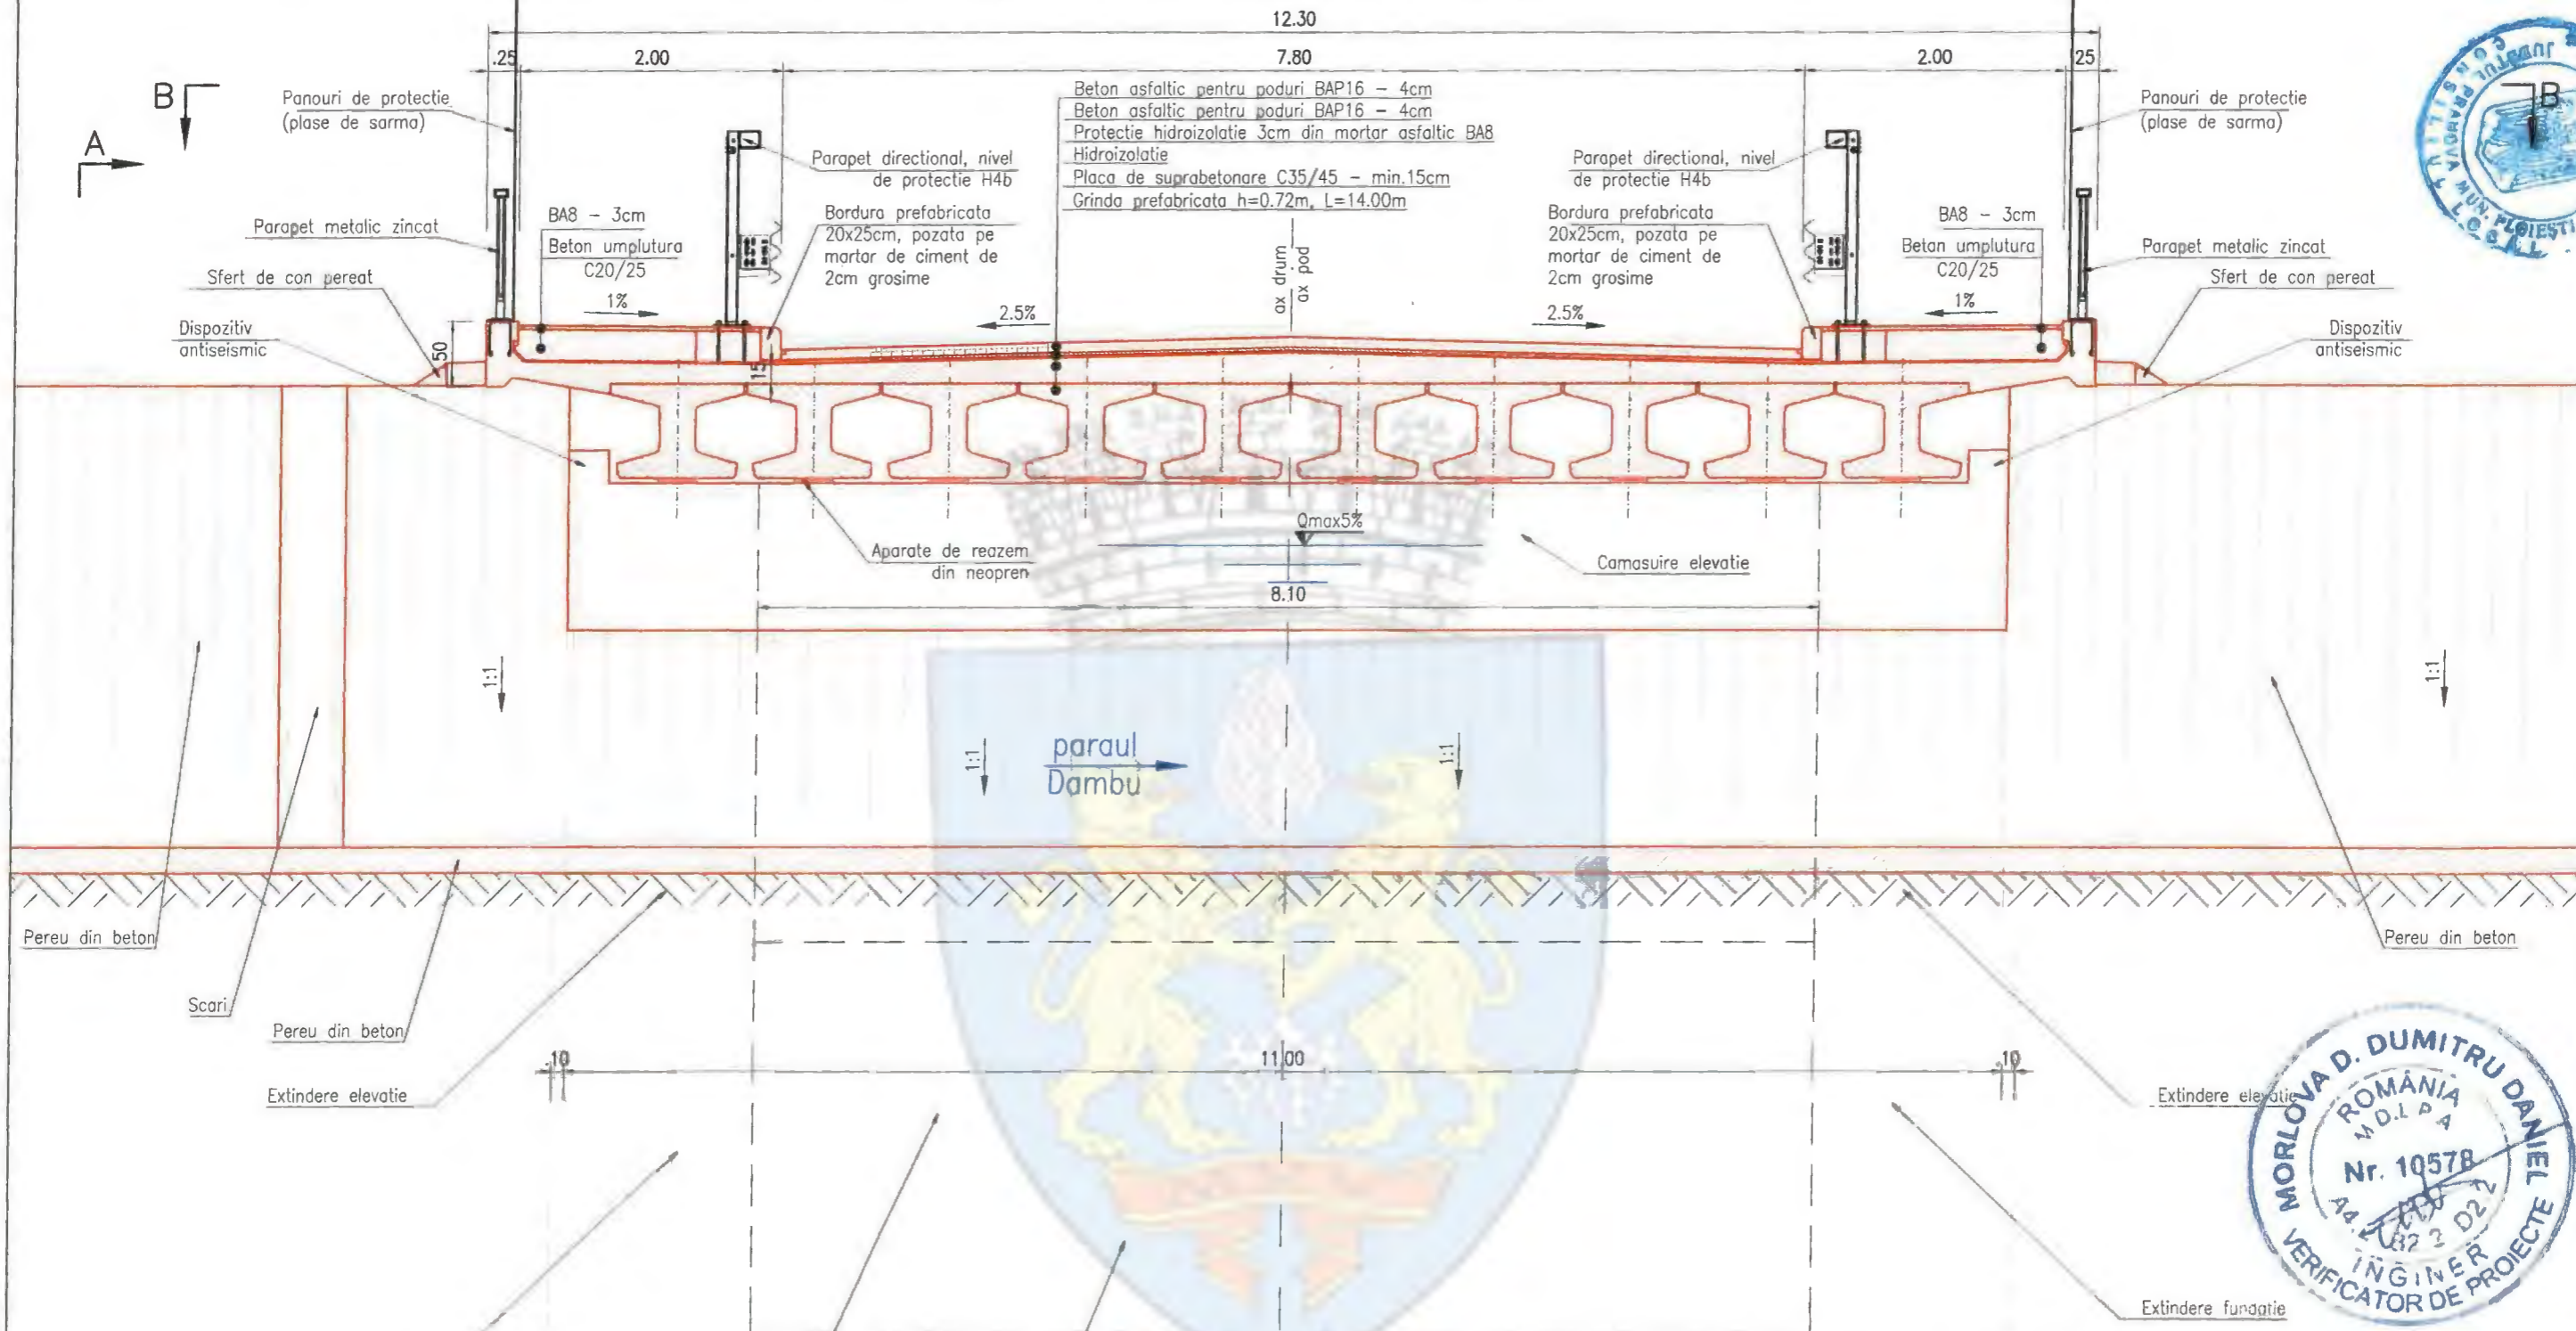 12.30
.25
2.00
7.80
2.00
.25
B
A
B
Panouri de protectie
(plase de sarma)
Beton asfaltic pentru poduri BAP16 - 4cm
Beton asfaltic pentru poduri BAP16 - 4cm
Protectie hidroizolatie 3cm din mortar asfaltic BA8
Hidroizolatie
Placa de suprabetonare C35/45 - min.15cm
Grinda prefabricata h=0.72m, L=14.00m
Panouri de protectie
(plase de sarma)
Parapet directional, nivel
de protectie H4b
Parapet directional, nivel
de protectie H4b
Parapet metalic zincat
BA8 - 3cm
Beton umplutura
C20/25
1%
Bordura prefabricata
20x25cm, pozata pe
mortar de ciment de
2cm grosime
ax drum
ax pod
Bordura prefabricata
20x25cm, pozata pe
mortar de ciment de
2cm grosime
BA8 - 3cm
Beton umplutura
C20/25
1%
Parapet metalic zincat
Sfert de con pereat
Sfert de con pereat
Dispozitiv
antiseismic
50
2.5%
2.5%
Dispozitiv
antiseismic
Qmax5%
Aparate de reazem
din neopren
Camasuire elevatie
8.10
1:1
1:1
1:1
1:1
paraul
Dambu
Pereu din beton
Pereu din beton
Scari
Pereu din beton
Extindere elevatie
.10
11.00
.10
Extindere elevatie
Extindere fundatie
JUDETUL PRAHOVA
MUN. PLOIESTI
CONSILIUL LOCAL
MORLOVA D. DUMITRU DANIEL
ROMÂNIA
M D.L P A
Nr. 10578
INGINER
VERIFICATOR DE PROIECTE